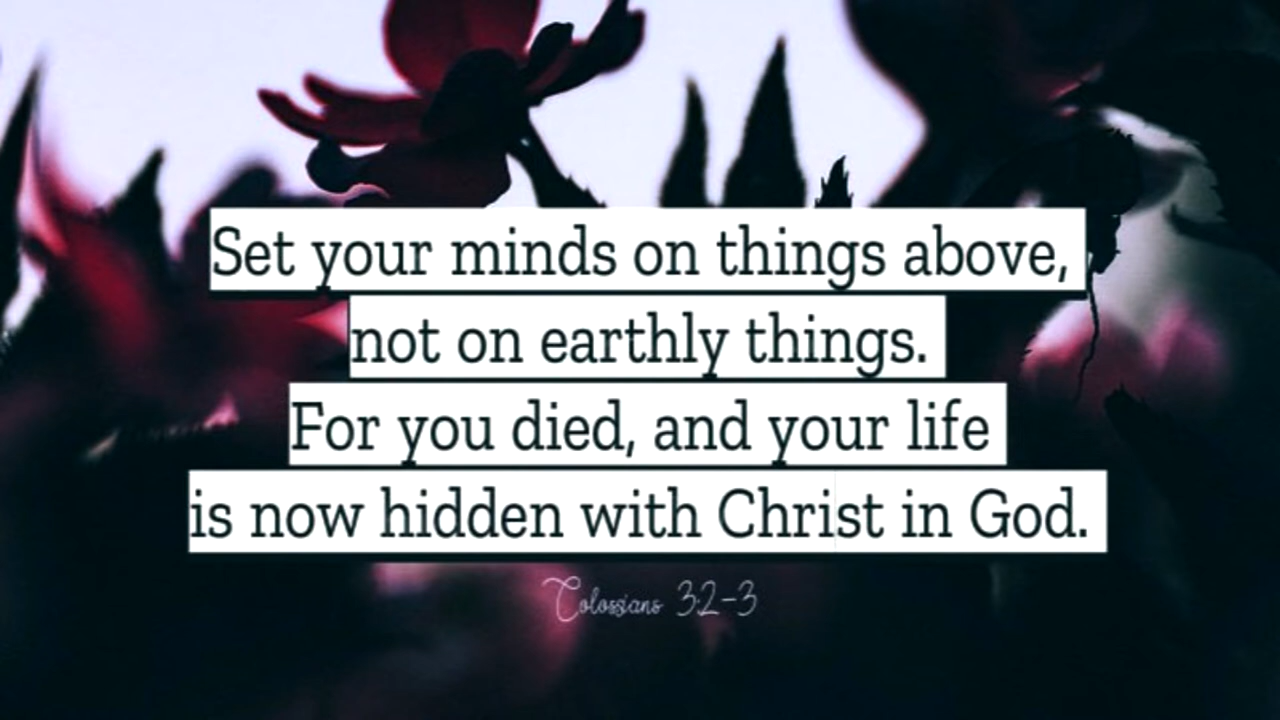 Set your minds on things above,
not on earthly things.
For you died, and your life
is now hidden with Christ in God.
Colossians 3:2-3